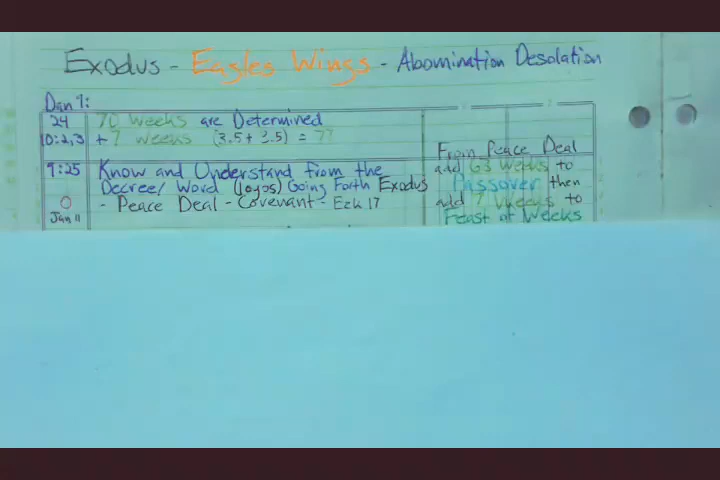 Exodus - Eagles Wings - Abomination Desolation
Dan 9:
24 70 Weeks are Determined
10:2,3 + 7 weeks (3.5 + 3.5) = 77
From Peace Deal
add 63 Weeks to
Passover then
add 7 Weeks to
Feast of Weeks
9:25 Know and Understand from the
Decree/ Word (logos) Going Forth Exodus
0 - Peace Deal - Covenant - Ezk 17
Jan 11